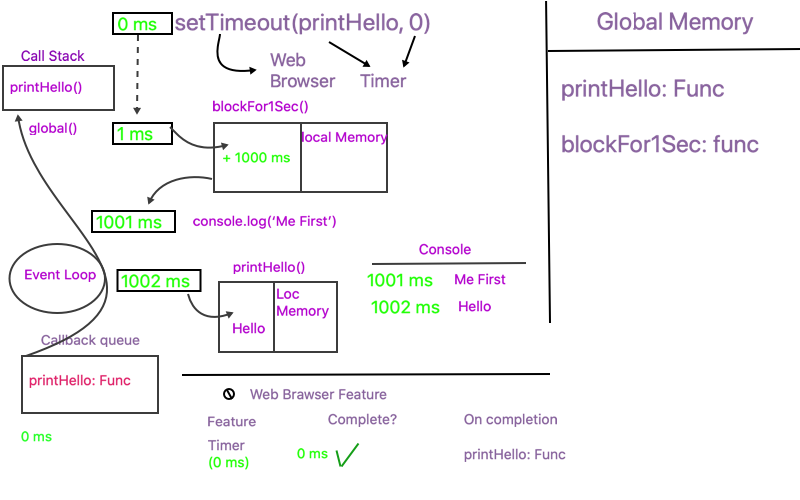 0 ms
setTimeout(printHello, 0)
Global Memory
Call Stack
Web
Browser
Timer
printHello()
printHello: Func
blockFor1Sec()
global()
1 ms
local Memory
blockFor1Sec: func
+ 1000 ms
1001 ms
console.log(‘Me First’)
Console
Event Loop
printHello()
1002 ms
1001 ms
Me First
Loc
Memory
1002 ms
Hello
Hello
Callback queue
printHello: Func
Web Brawser Feature
Feature
Complete?
On completion
0 ms
Timer
(0 ms)
0 ms
printHello: Func